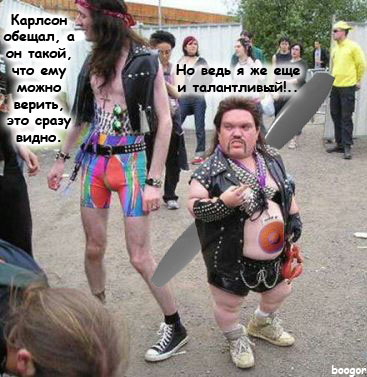 Карлсон
обещал, а
он такой,
что ему
можно
верить,
это сразу
видно.
Но ведь я же еще
и талантливый!..
boogor